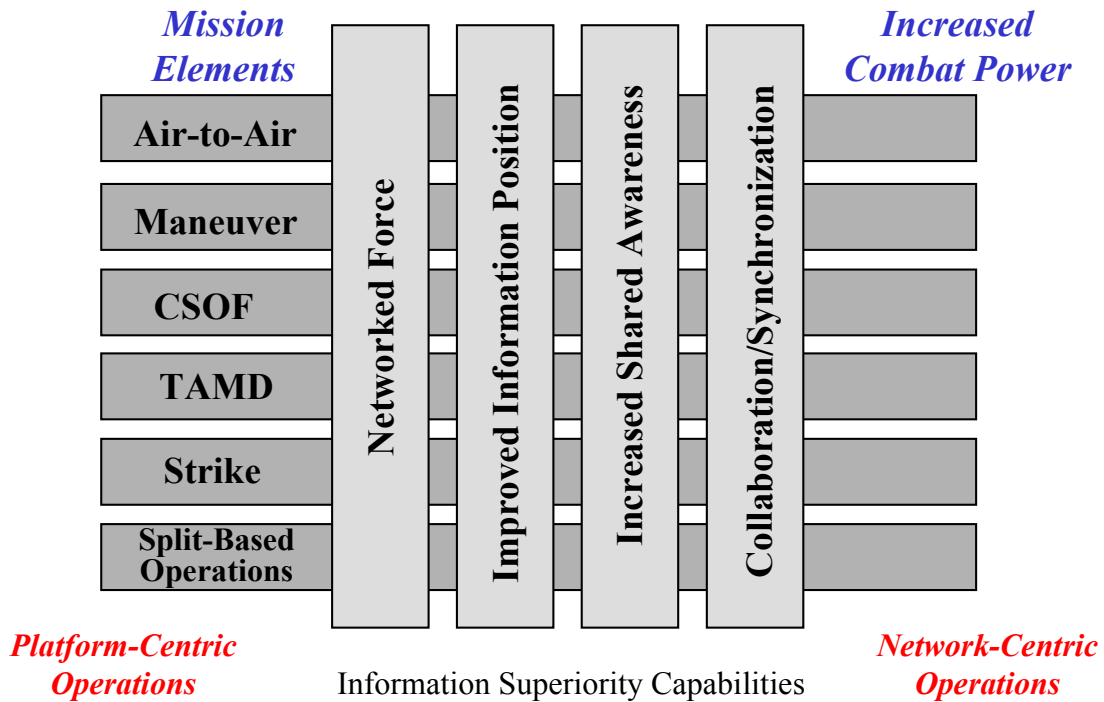 Mission
Elements
Increased
Combat Power
Air-to-Air
Maneuver
CSOF
TAMD
Strike
Split-Based
Operations
Networked Force
Improved Information Position
Increased Shared Awareness
Collaboration/Synchronization
Platform-Centric
Operations
Information Superiority Capabilities
Network-Centric
Operations